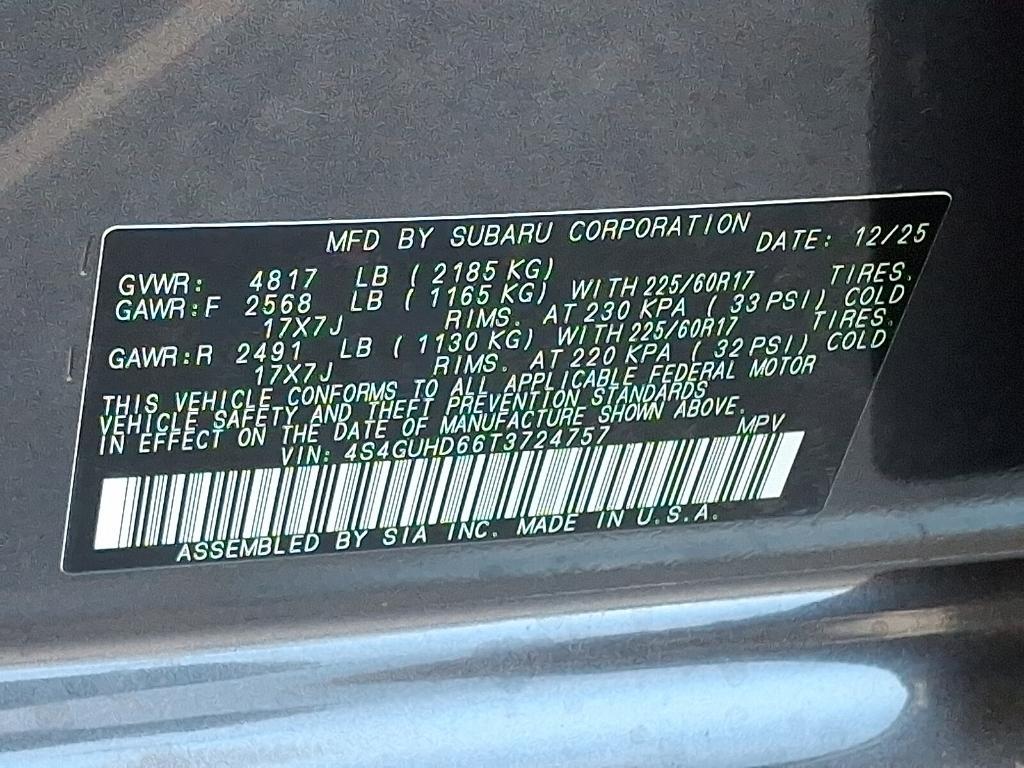 MFD BY SUBARU CORPORATION DATE: 12/25
GVWR: 4817 LB ( 2185 KG)
GAWR:F 2568 LB ( 1165 KG) WITH 225/60R17 TIRES,
17X7J RIMS, AT 230 KPA ( 33 PSI) COLD
GAWR:R 2491 LB ( 1130 KG) WITH 225/60R17 TIRES,
17X7J RIMS, AT 220 KPA ( 32 PSI) COLD
THIS VEHICLE CONFORMS TO ALL APPLICABLE FEDERAL MOTOR
VEHICLE SAFETY AND THEFT PREVENTION STANDARDS
IN EFFECT ON THE DATE OF MANUFACTURE SHOWN ABOVE.
VIN: 4S4GUHD66T3724757 MPV
ASSEMBLED BY SIA INC. MADE IN U.S.A.